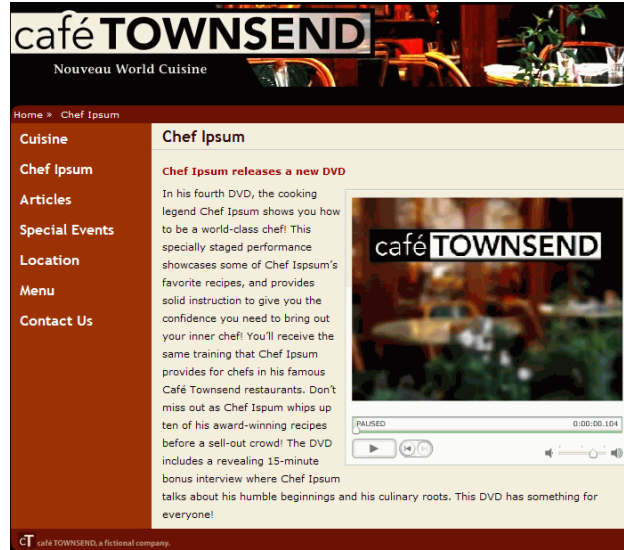 café TOWNSEND
Nouveau World Cuisine
Home » Chef Ipsum
Cuisine
Chef Ipsum
Articles
Special Events
Location
Menu
Contact Us
Chef Ipsum
Chef Ipsum releases a new DVD
In his fourth DVD, the cooking
legend Chef Ipsum shows you how
to be a world-class chef! This
specially staged performance
showcases some of Chef Ispsum's
favorite recipes, and provides
solid instruction to give you the
confidence you need to bring out
your inner chef! You'll receive the
same training that Chef Ipsum
provides for chefs in his famous
Café Townsend restaurants. Don't
miss out as Chef Ispum whips up
ten of his award-winning recipes
before a sell-out crowd! The DVD
includes a revealing 15-minute
bonus interview where Chef Ipsum
talks about his humble beginnings and his culinary roots. This DVD has something for
everyone!
café TOWNSEND
PAUSED 0:00:00.104
cT café TOWNSEND, a fictional company.